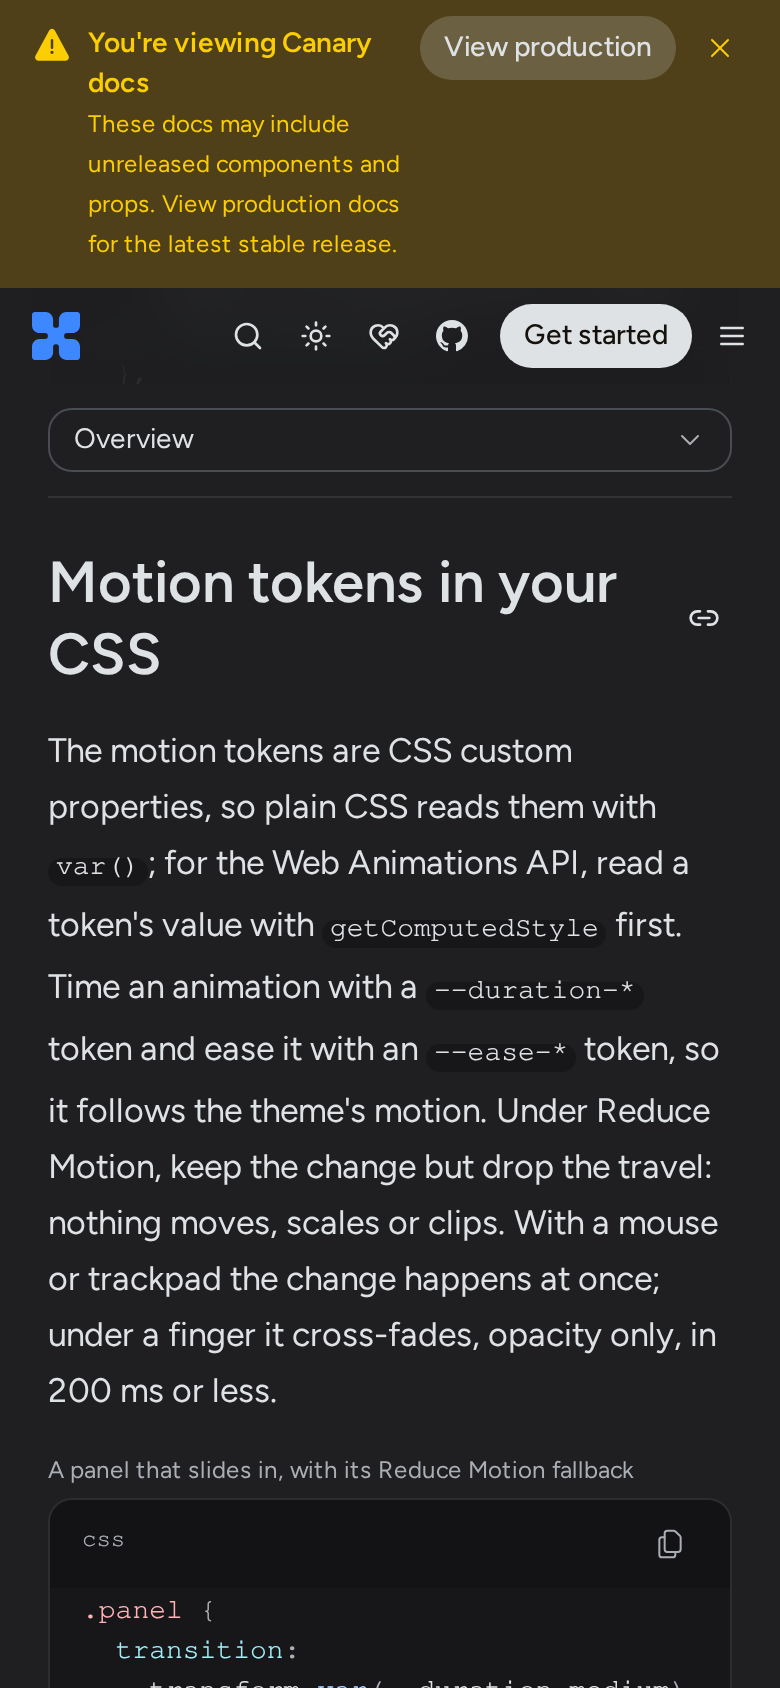 You're viewing Canary
docs
These docs may include
unreleased components and
props. View production docs
for the latest stable release.
View production
Get started
},
Overview
Motion tokens in your
CSS
The motion tokens are CSS custom
properties, so plain CSS reads them with
var(); for the Web Animations API, read a
token's value with getComputedStyle first.
Time an animation with a --duration-*
token and ease it with an --ease-* token, so
it follows the theme's motion. Under Reduce
Motion, keep the change but drop the travel:
nothing moves, scales or clips. With a mouse
or trackpad the change happens at once;
under a finger it cross-fades, opacity only, in
200 ms or less.
A panel that slides in, with its Reduce Motion fallback
css
.panel {
transition:
transform var(--duration-medium)